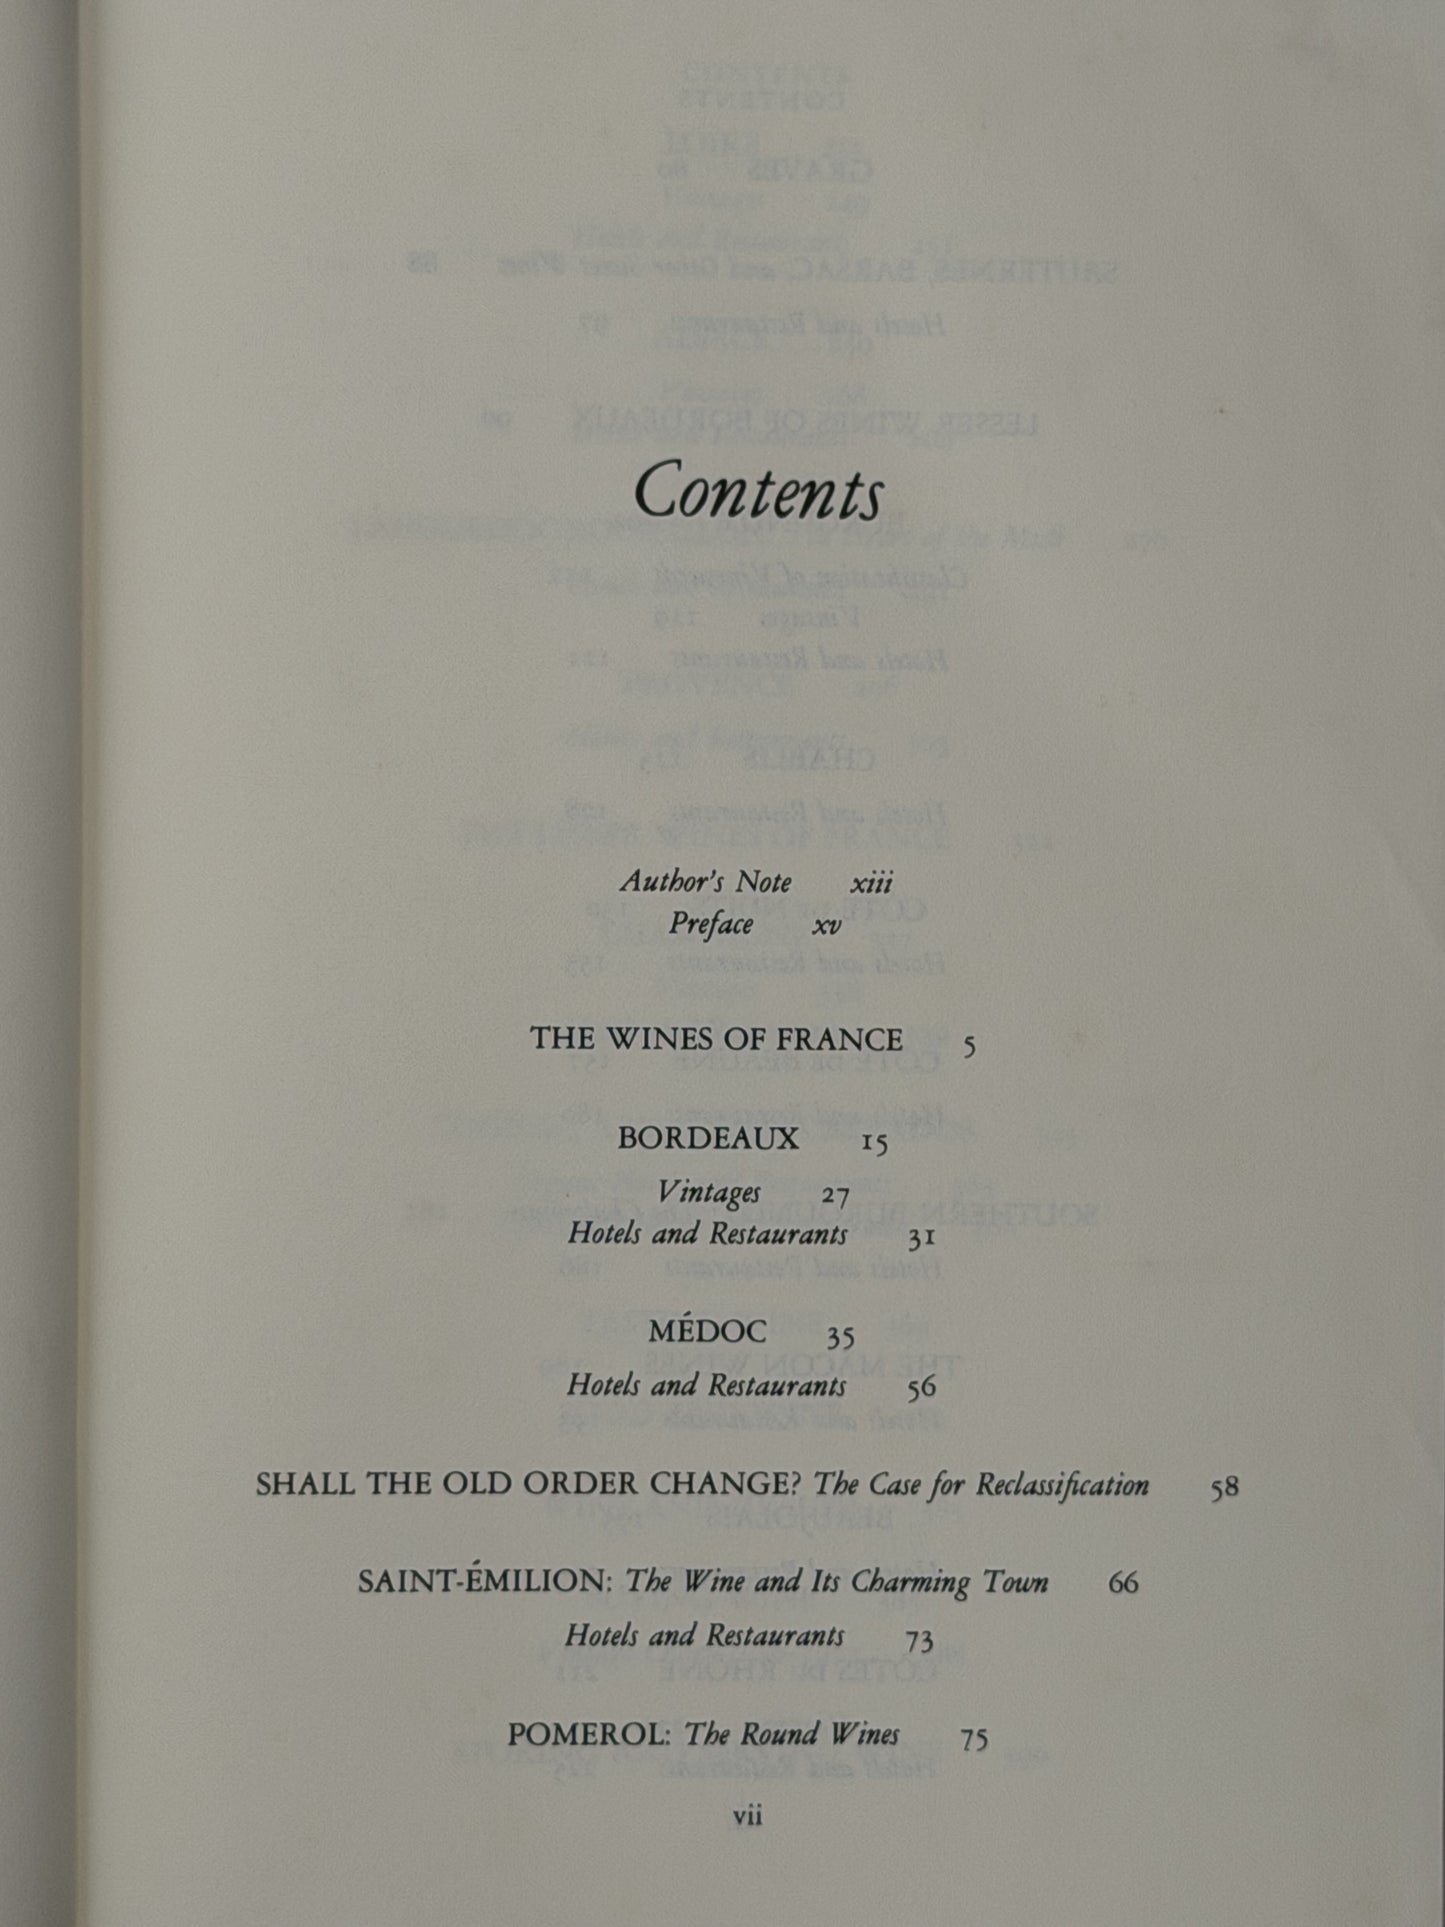 Contents
Author's Note xiii
Preface xv
THE WINES OF FRANCE 5
BORDEAUX 15
Vintages 27
Hotels and Restaurants 31
MÉDOC 35
Hotels and Restaurants 56
SHALL THE OLD ORDER CHANGE? The Case for Reclassification 58
SAINT-ÉMILION: The Wine and Its Charming Town 66
Hotels and Restaurants 73
POMEROL: The Round Wines 75
vii